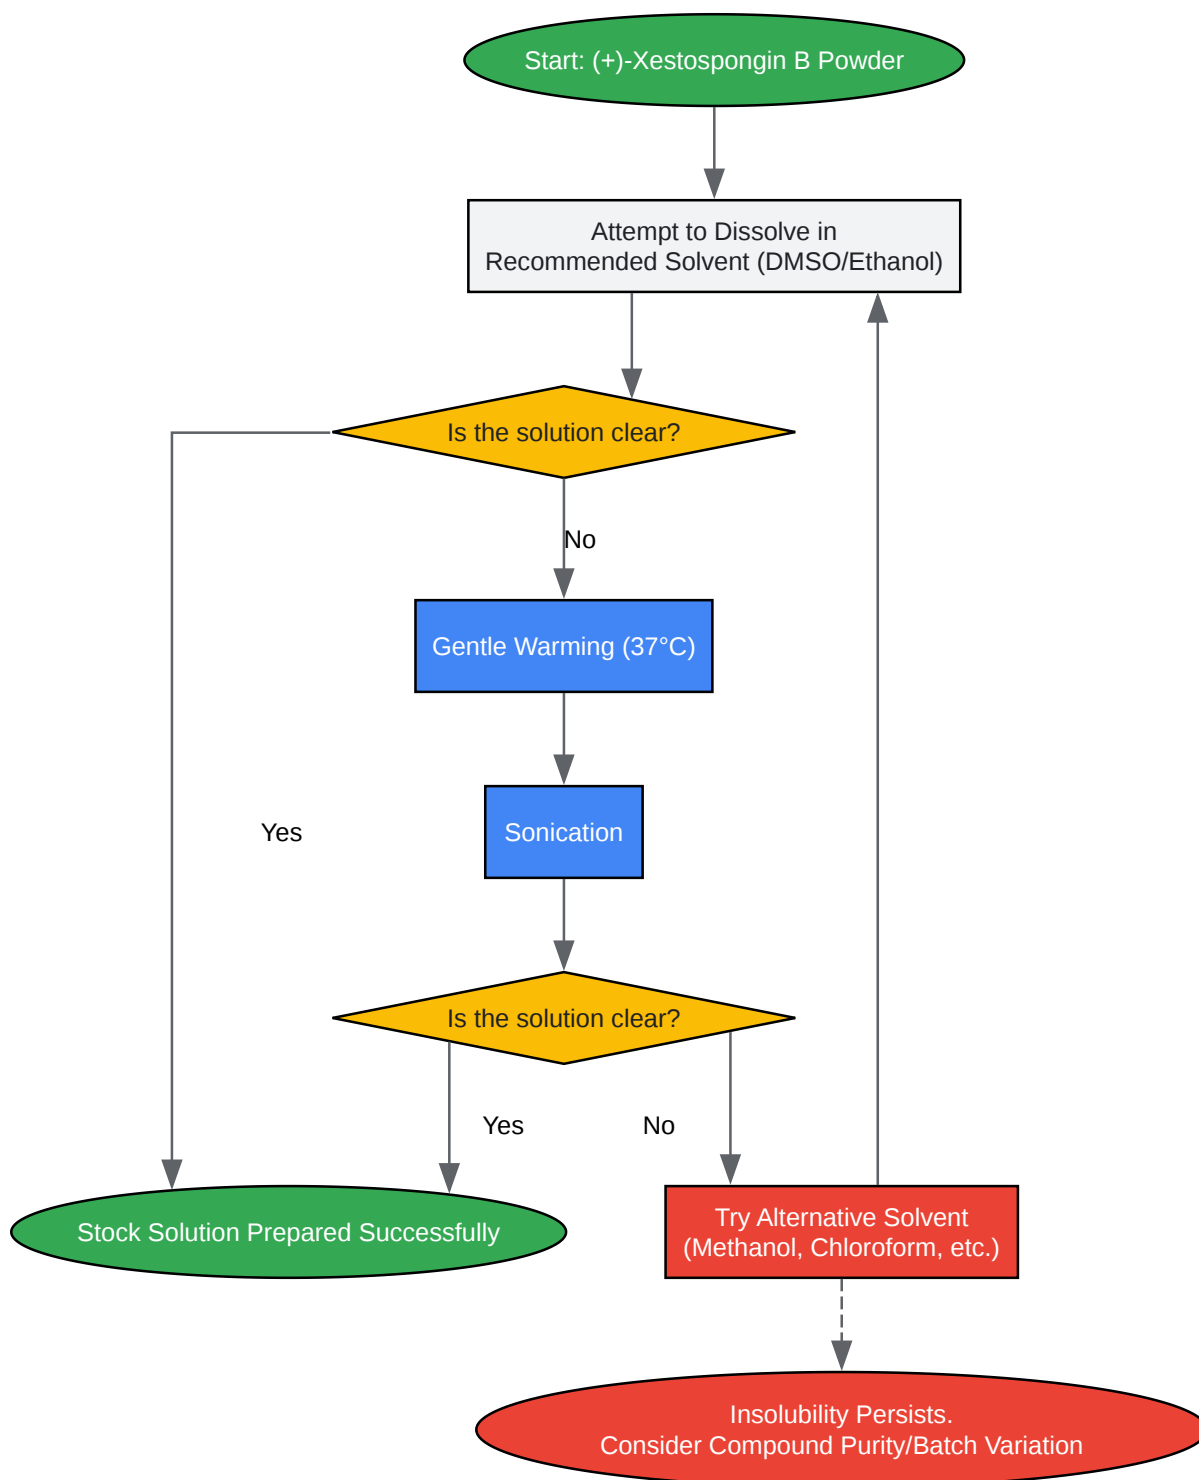 Start: (+)-Xestospongin B Powder
Attempt to Dissolve in
Recommended Solvent (DMSO/Ethanol)
Is the solution clear?
No
Gentle Warming (37°C)
Yes
Sonication
Is the solution clear?
Yes
No
Stock Solution Prepared Successfully
Try Alternative Solvent
(Methanol, Chloroform, etc.)
Insolubility Persists.
Consider Compound Purity/Batch Variation